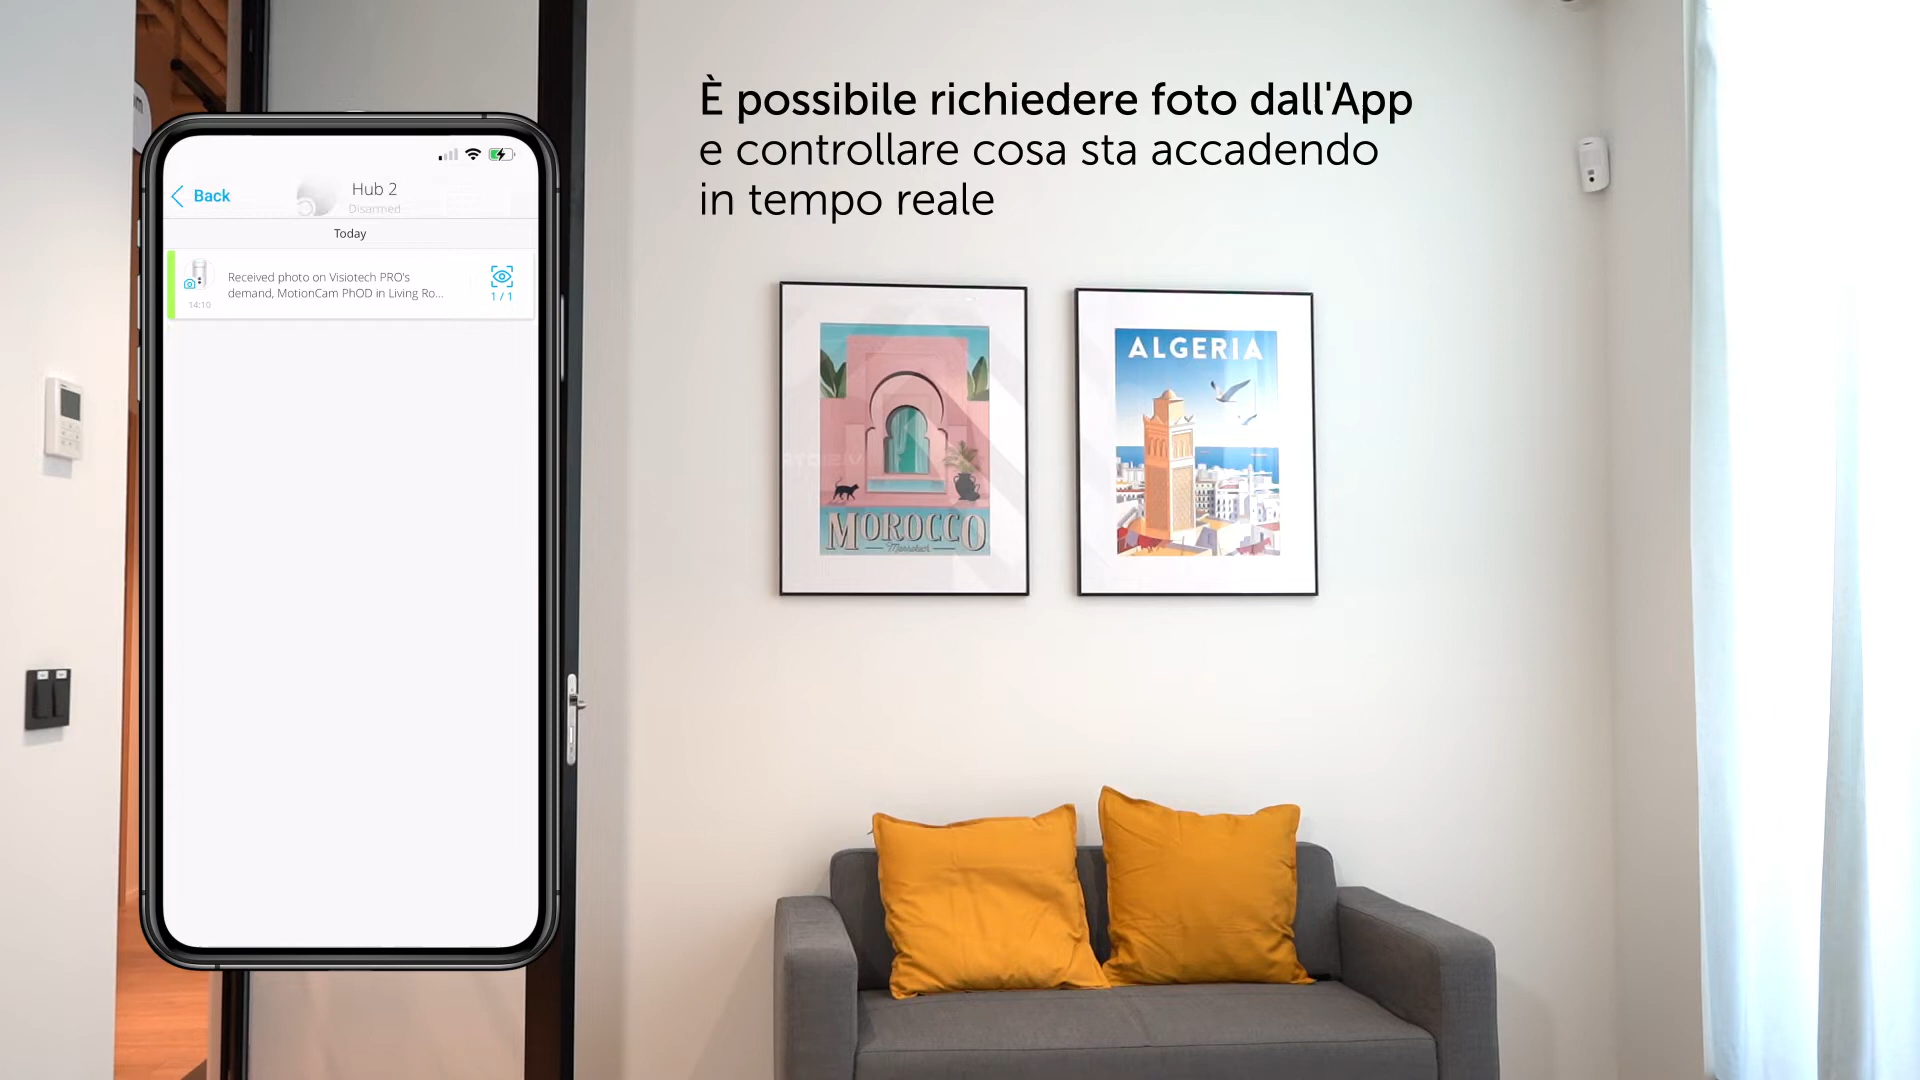 È possibile richiedere foto dall'App
e controllare cosa sta accadendo
in tempo reale
Back
Hub 2
Disarmed
Today
Received photo on Visiotech PRO's
demand, MotionCam PhOD in Living Ro...
14:10
1 / 1
ALGERIA
MOROCCO
Marrakech